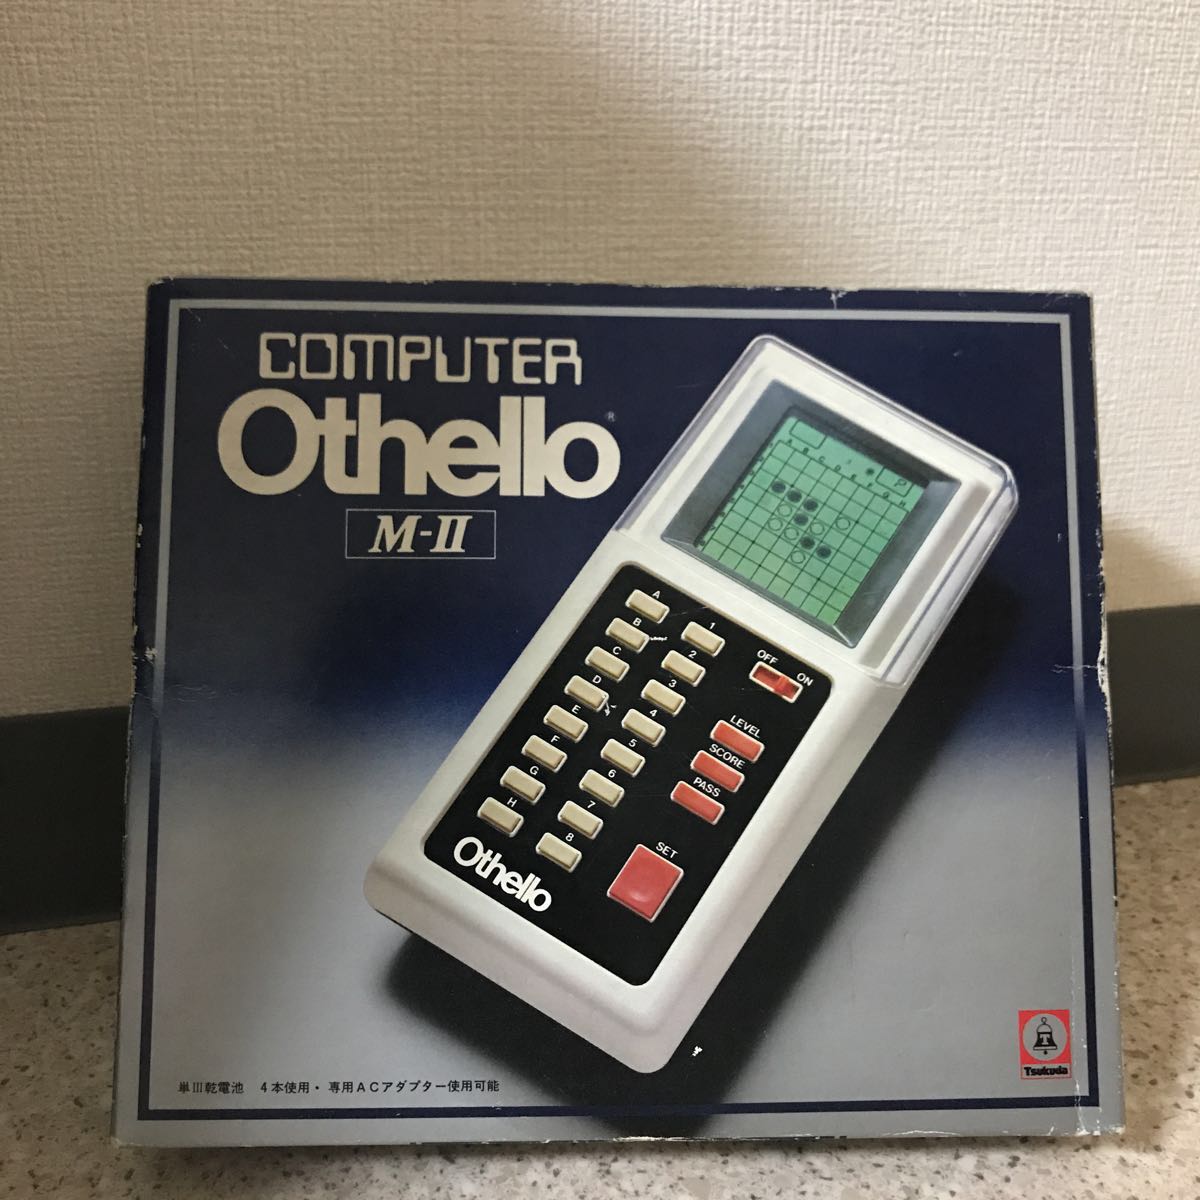 COMPUTER
Othello®
M-II
A B C D
F G H
P
A
B
C
D
E
F
G
H
1
2
3
4
5
6
7
8
OFF
ON
LEVEL
SCORE
PASS
SET
Othello
T
Tsukuda
単III乾電池 4本使用・専用ACアダプター使用可能